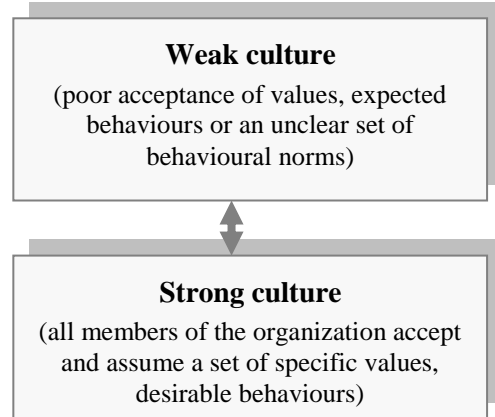 Weak culture
(poor acceptance of values, expected
behaviours or an unclear set of
behavioural norms)
Strong culture
(all members of the organization accept
and assume a set of specific values,
desirable behaviours)